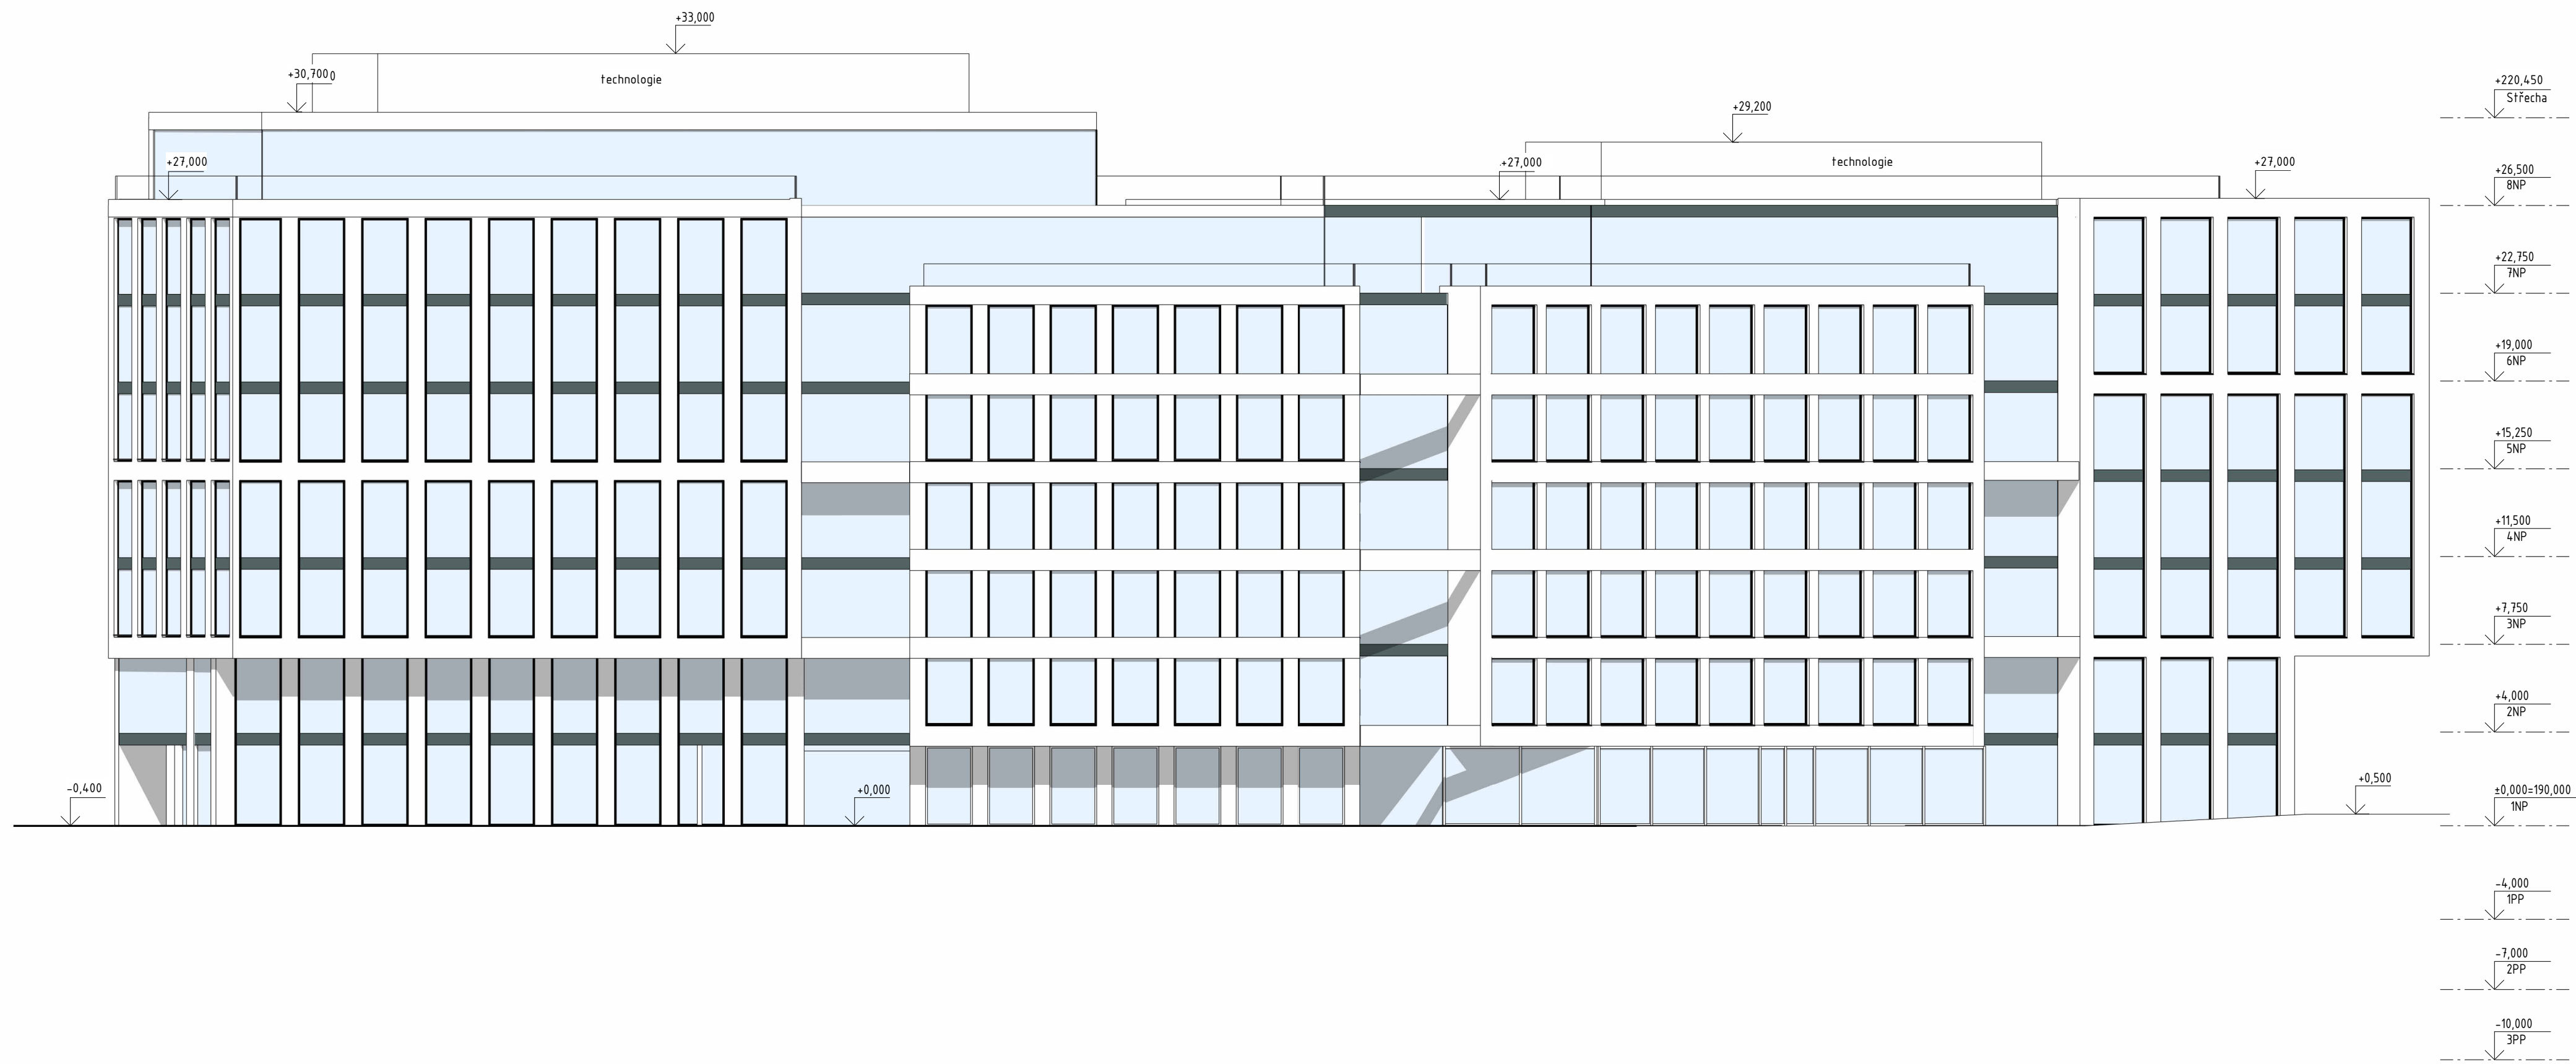 +33,000
technologie
+30,7000
+27,000
+29,200
technologie
+27,000
+27,000
+220,450
Střecha
+26,500
8NP
+22,750
7NP
+19,000
6NP
+15,250
5NP
+11,500
4NP
+7,750
3NP
+4,000
2NP
-0,400
+0,000
+0,500
±0,000=190,000
1NP
-4,000
1PP
-7,000
2PP
-10,000
3PP